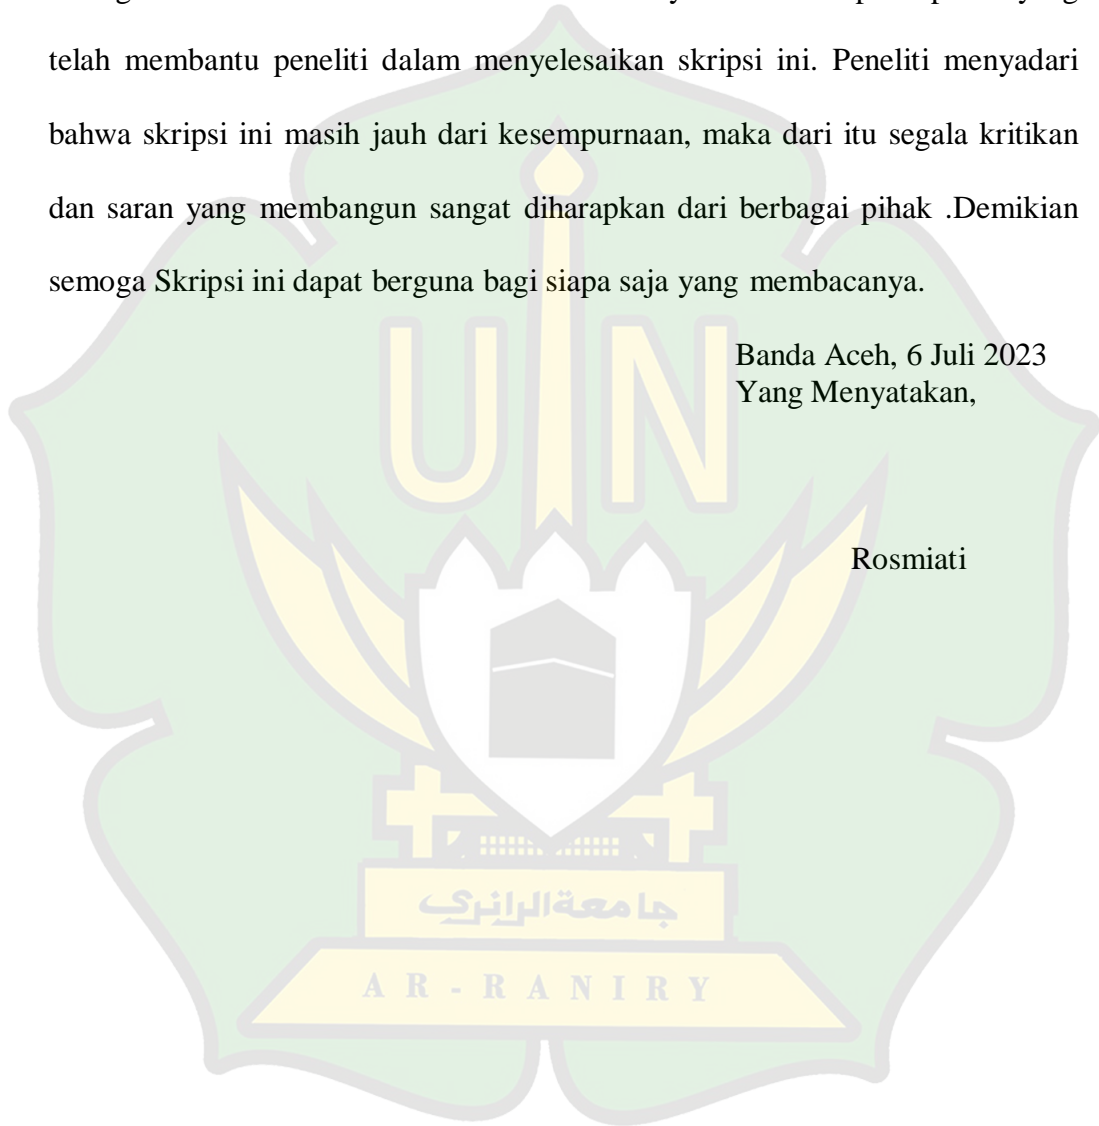 telah membantu peneliti dalam menyelesaikan skripsi ini. Peneliti menyadari
bahwa skripsi ini masih jauh dari kesempurnaan, maka dari itu segala kritikan
dan saran yang membangun sangat diharapkan dari berbagai pihak .Demikian
semoga Skripsi ini dapat berguna bagi siapa saja yang membacanya.
Banda Aceh, 6 Juli 2023
Yang Menyatakan,
UIN
Rosmiati
جامعة الرانري
AR-RANIRY